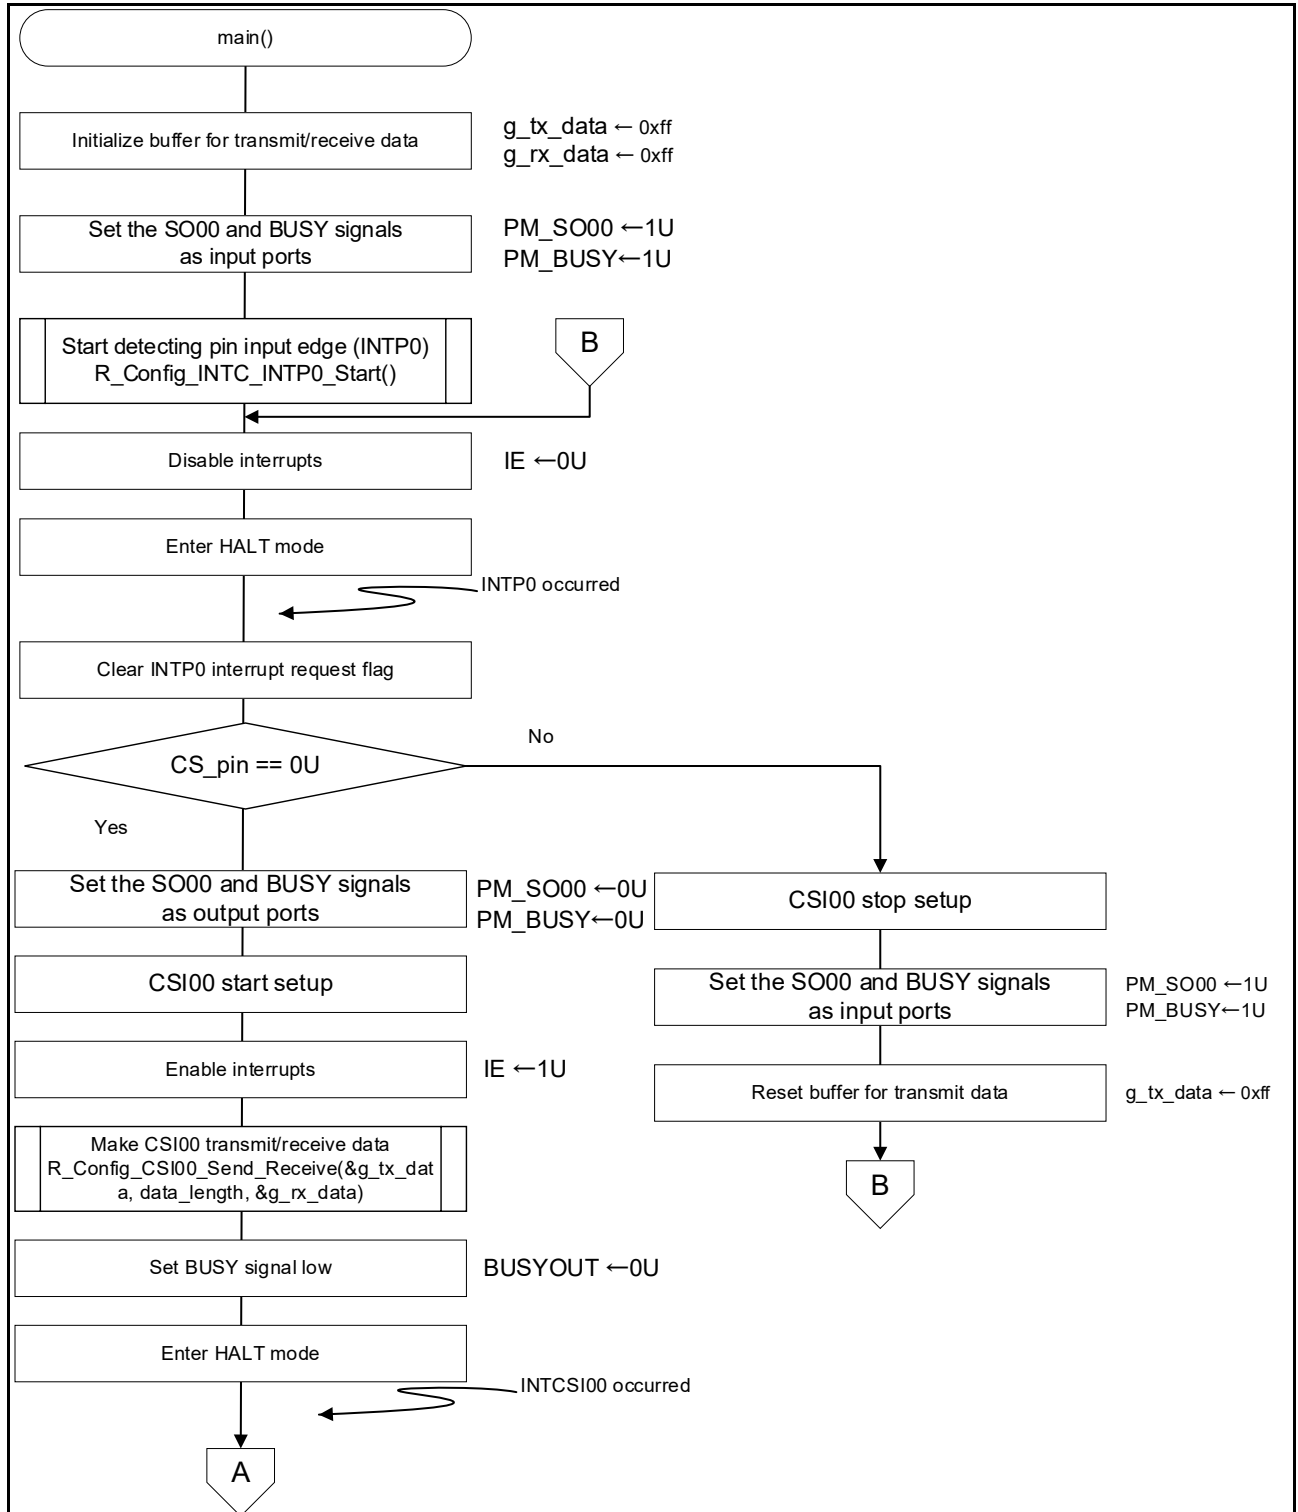 main()
Initialize buffer for transmit/receive data
g_tx_data ← 0xff
g_rx_data ← 0xff
Set the SO00 and BUSY signals
as input ports
PM_SO00 ←1U
PM_BUSY←1U
Start detecting pin input edge (INTP0)
R_Config_INTC_INTP0_Start()
B
Disable interrupts
IE ←0U
Enter HALT mode
INTP0 occurred
Clear INTP0 interrupt request flag
CS_pin == 0U
No
Yes
Set the SO00 and BUSY signals
as output ports
PM_SO00 ←0U
PM_BUSY←0U
CSI00 start setup
Enable interrupts
IE ←1U
Make CSI00 transmit/receive data
R_Config_CSI00_Send_Receive(&g_tx_dat
a, data_length, &g_rx_data)
Set BUSY signal low
BUSYOUT ←0U
Enter HALT mode
INTCSI00 occurred
A
CSI00 stop setup
Set the SO00 and BUSY signals
as input ports
PM_SO00 ←1U
PM_BUSY←1U
Reset buffer for transmit data
g_tx_data ← 0xff
B